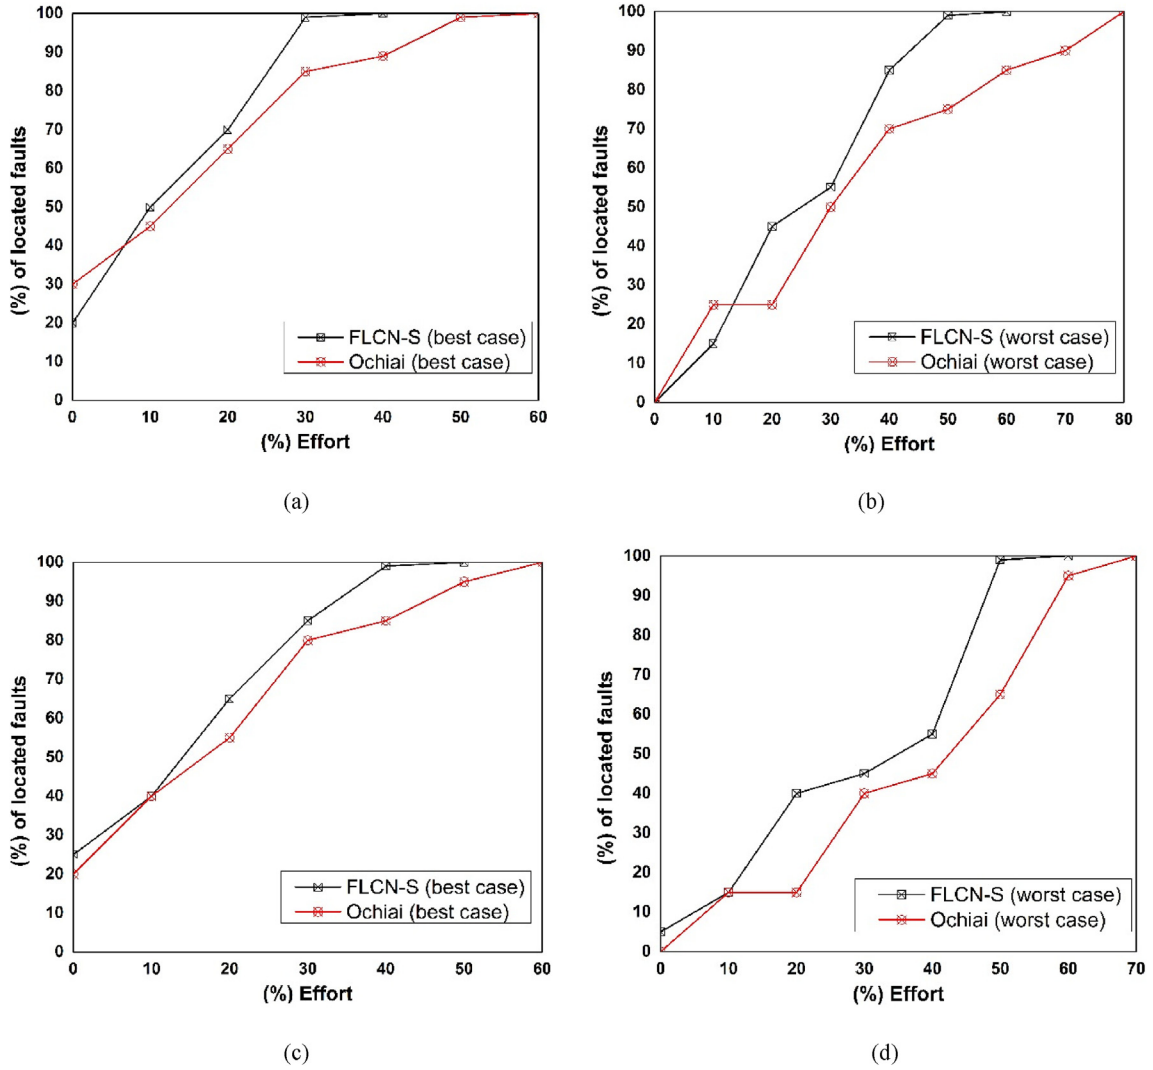 100
90
80
70
60
50
40
30
20
10
0
(%) of located faults
FLCN-S (best case)
Ochiai (best case)
0 10 20 30 40 50 60
(%) Effort
(a)
100
90
80
70
60
50
40
30
20
10
0
(%) of located faults
FLCN-S (worst case)
Ochiai (worst case)
0 10 20 30 40 50 60 70 80
(%) Effort
(b)
100
90
80
70
60
50
40
30
20
10
0
(%) of located faults
FLCN-S (best case)
Ochiai (best case)
0 10 20 30 40 50 60
(%) Effort
(c)
100
90
80
70
60
50
40
30
20
10
0
(%) of located faults
FLCN-S (worst case)
Ochiai (worst case)
0 10 20 30 40 50 60 70
(%) Effort
(d)